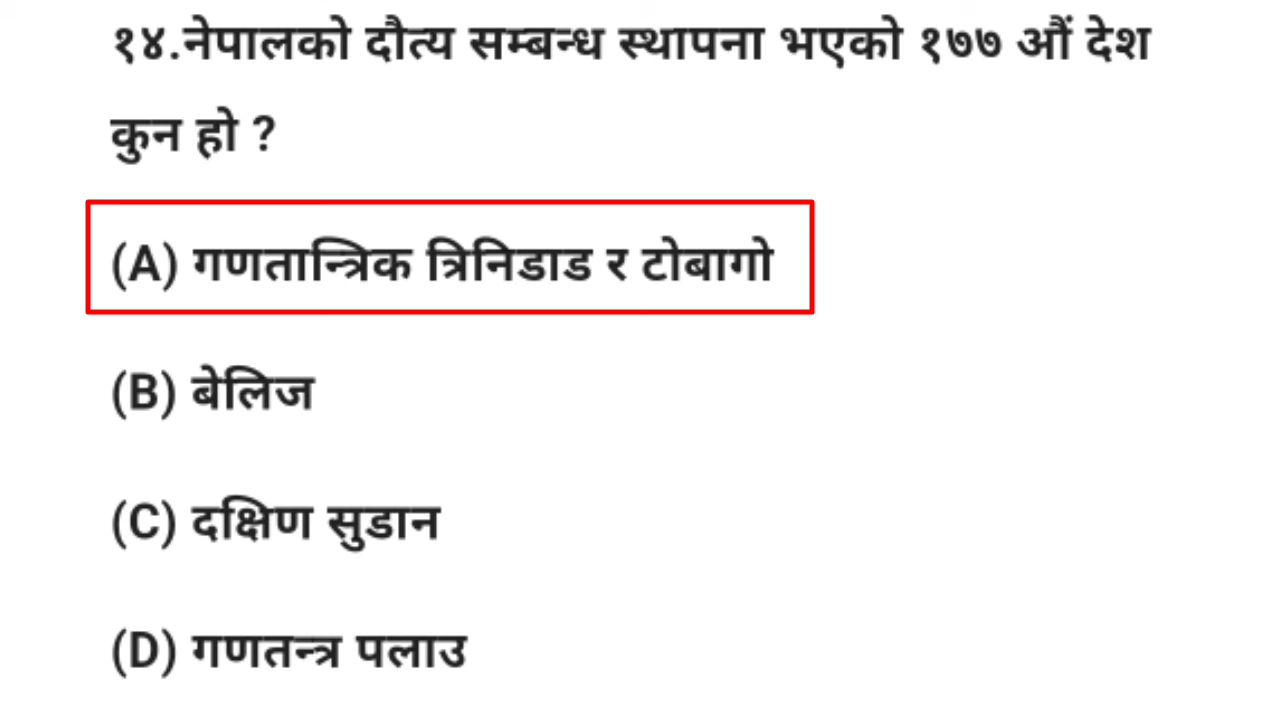 १४.नेपालको दौत्य सम्बन्ध स्थापना भएको १७७ औं देश
कुन हो ?
(A) गणतान्त्रिक त्रिनिडाड र टोबागो
(B) बेलिज
(C) दक्षिण सुडान
(D) गणतन्त्र पलाउ